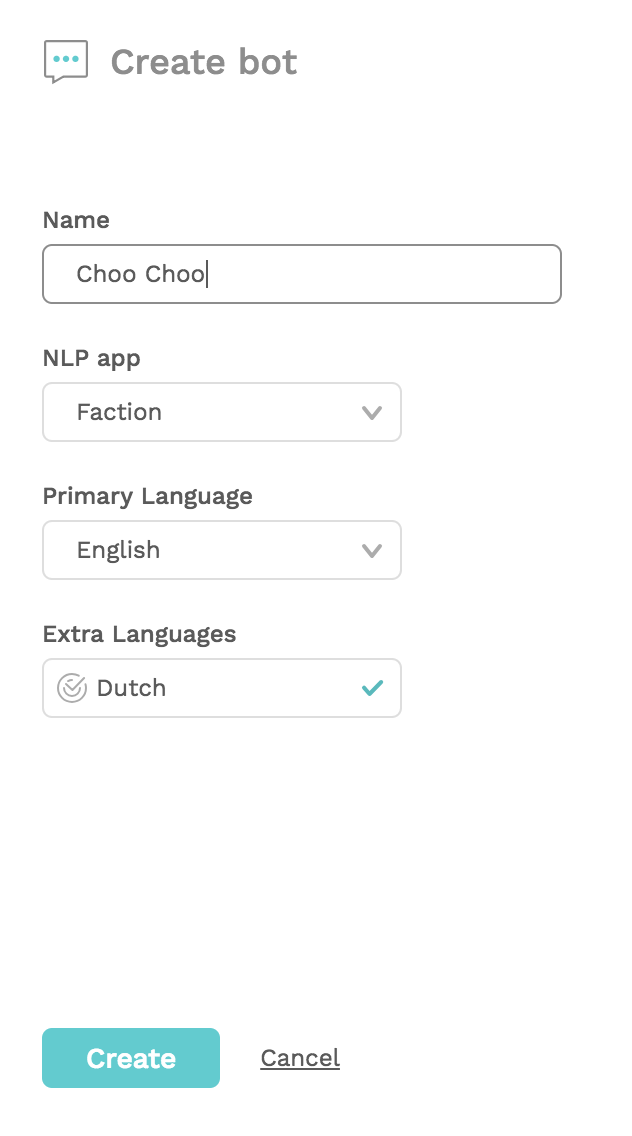 Create bot
Name
Choo Choo
NLP app
Faction
Primary Language
English
Extra Languages
Dutch
Create Cancel